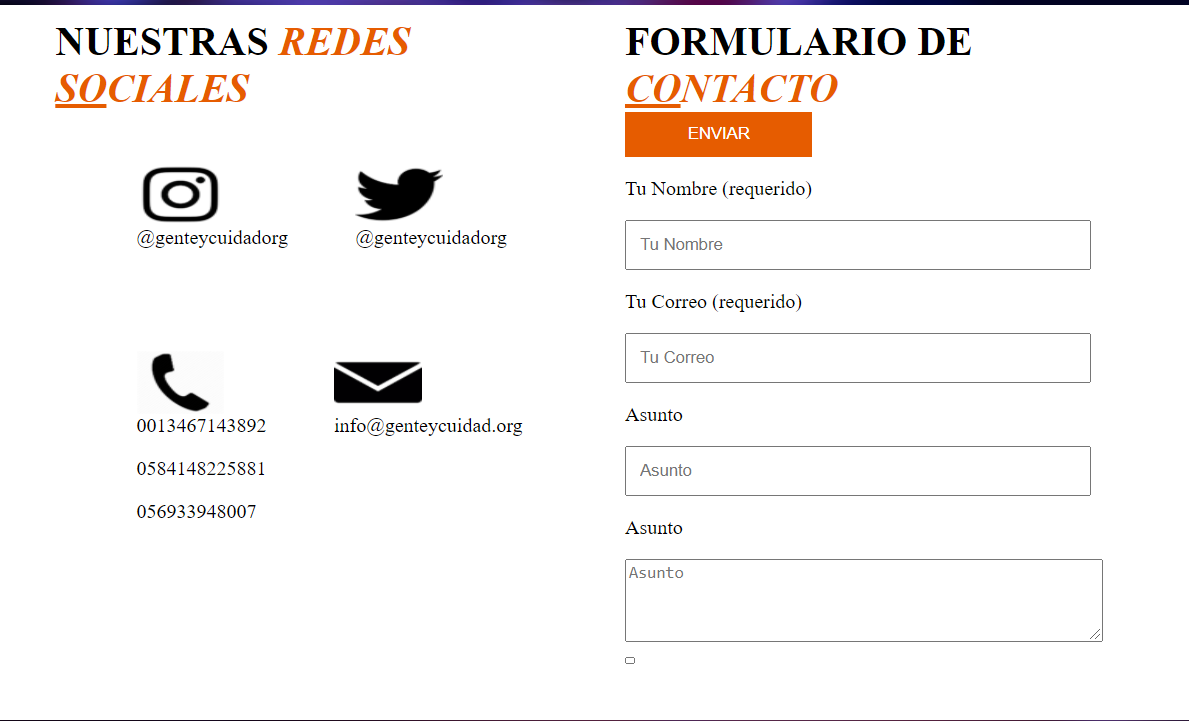 NUESTRAS REDES
SOCIALES
@genteycuidadorg
@genteycuidadorg
0013467143892
info@genteycuidad.org
0584148225881
056933948007
FORMULARIO DE
CONTACTO
ENVIAR
Tu Nombre (requerido)
Tu Nombre
Tu Correo (requerido)
Tu Correo
Asunto
Asunto
Asunto
Asunto